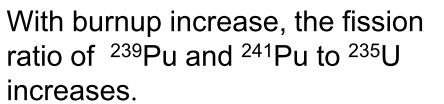 With burnup increase, the fission
ratio of ²³⁹Pu and ²⁴¹Pu to ²³⁵U
increases.